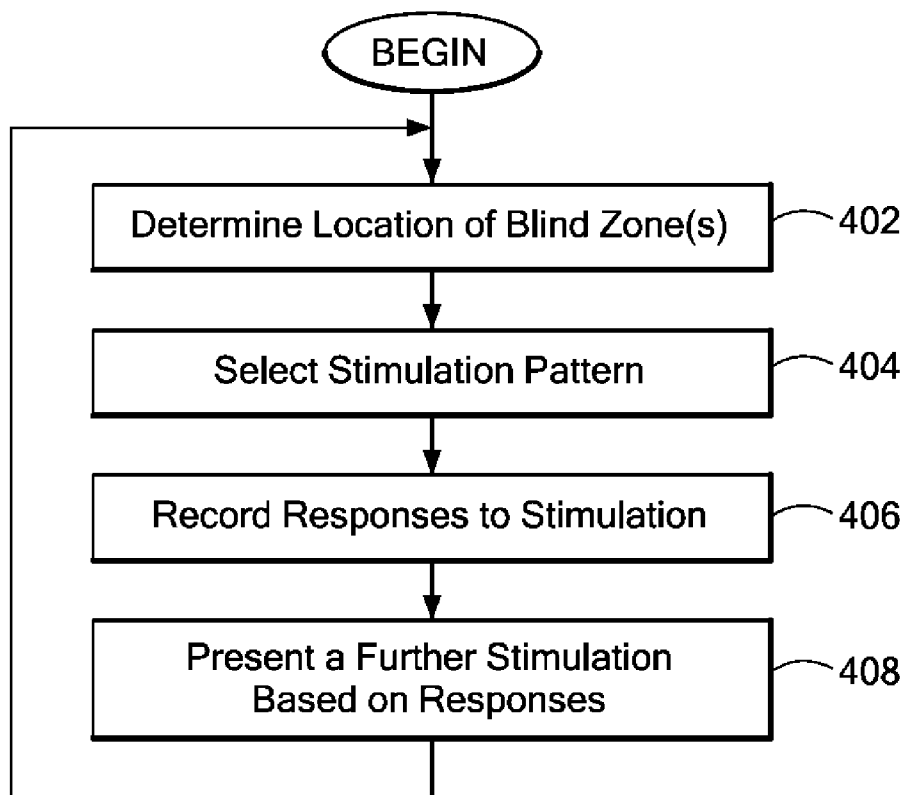 BEGIN
Determine Location of Blind Zone(s)
402
Select Stimulation Pattern
404
Record Responses to Stimulation
406
Present a Further Stimulation
Based on Responses
408